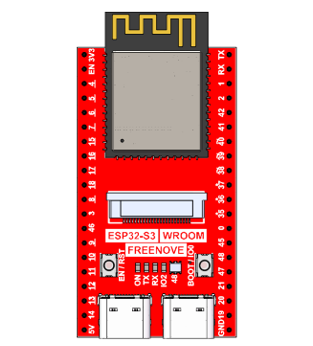 3V3
EN
4
5
6
7
15
16
17
18
8
3
46
9
10
11
12
13
14
5V
TX
RX
1
2
42
41
40
39
38
37
36
35
0
45
48
47
21
20
19
GND
ESP32-S3 WROOM
FREENOVE
EN / RST
ON
TX
RX
IO2
48
BOOT / IO0